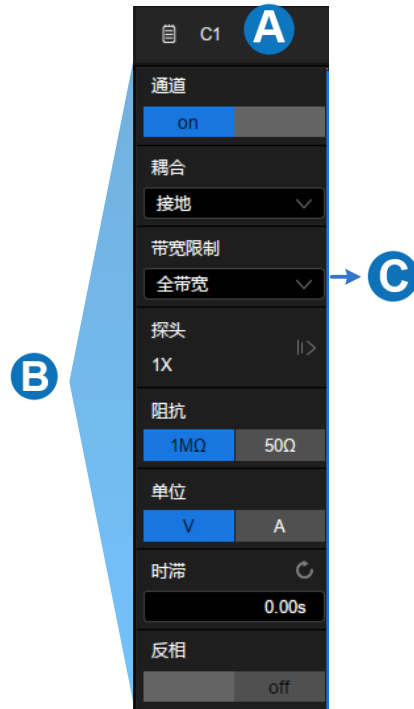 C1 A
通道
on
耦合
接地
带宽限制
全带宽
C
探头
1X
B
阻抗
1MΩ 50Ω
单位
V A
时滞
0.00s
反相
off